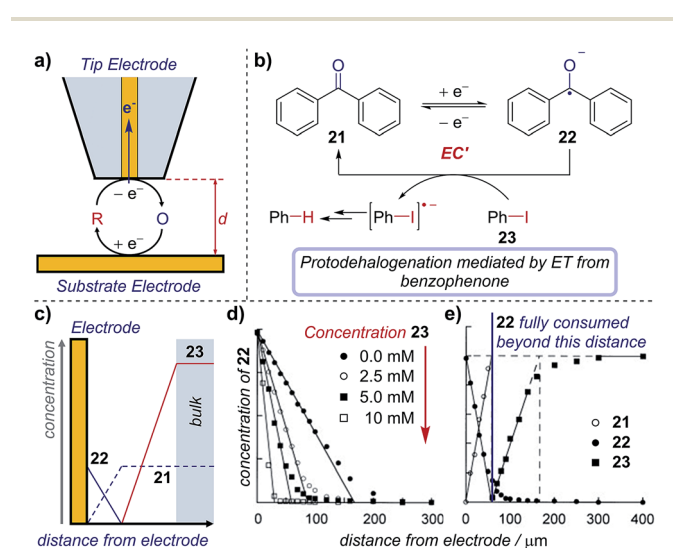 a)
Tip Electrode
e-
− e⁻
R
O
d
+ e⁻
Substrate Electrode
b)
O
21
+ e⁻
− e⁻
O⁻
•
22
EC'
Ph–H
[Ph–I]•−
Ph–I
23
Protodehalogenation mediated by ET from
benzophenone
c)
Electrode
concentration
22
21
23
bulk
distance from electrode
d)
concentration of 22
Concentration 23
0.0 mM
2.5 mM
5.0 mM
10 mM
0 100 200 300
e)
22 fully consumed
beyond this distance
21
22
23
0 100 200 300 400
distance from electrode / μm